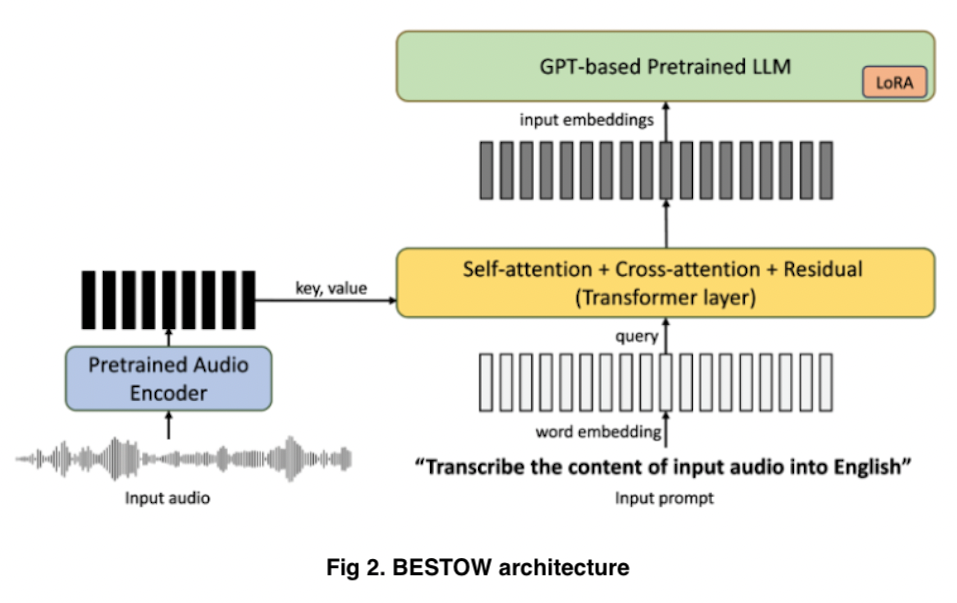 GPT-based Pretrained LLM
LoRA
input embeddings
Self-attention + Cross-attention + Residual
(Transformer layer)
key, value
query
Pretrained Audio
Encoder
word embedding
“Transcribe the content of input audio into English”
Input audio
Input prompt
Fig 2. BESTOW architecture